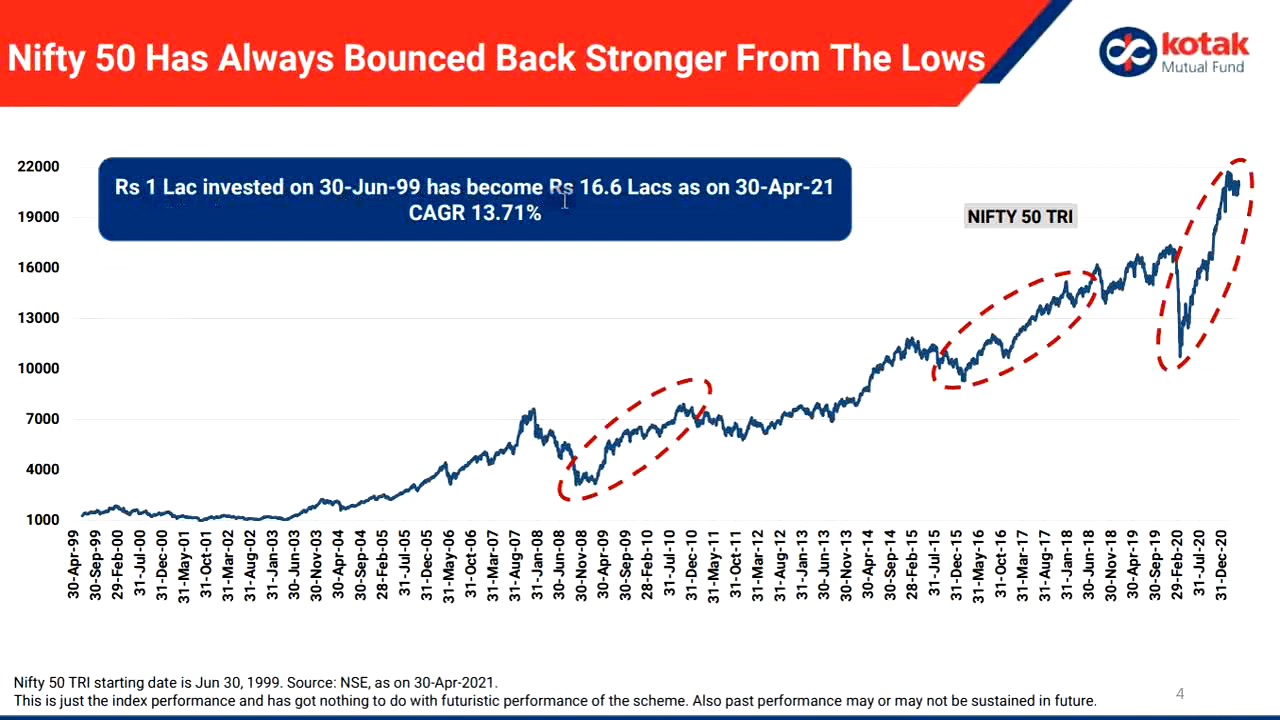 Nifty 50 Has Always Bounced Back Stronger From The Lows
kotak
Mutual Fund
Rs 1 Lac invested on 30-Jun-99 has become Rs 16.6 Lacs as on 30-Apr-21
CAGR 13.71%
NIFTY 50 TRI
22000
19000
16000
13000
10000
7000
4000
1000
30-Apr-99
30-Sep-99
29-Feb-00
31-Jul-00
31-Dec-00
31-May-01
31-Oct-01
31-Mar-02
31-Aug-02
31-Jan-03
30-Jun-03
30-Nov-03
30-Apr-04
30-Sep-04
28-Feb-05
31-Jul-05
31-Dec-05
31-May-06
31-Oct-06
31-Mar-07
31-Aug-07
31-Jan-08
30-Jun-08
30-Nov-08
30-Apr-09
30-Sep-09
28-Feb-10
31-Jul-10
31-Dec-10
31-May-11
31-Oct-11
31-Mar-12
31-Aug-12
31-Jan-13
30-Jun-13
30-Nov-13
30-Apr-14
30-Sep-14
28-Feb-15
31-Jul-15
31-Dec-15
31-May-16
31-Oct-16
31-Mar-17
31-Aug-17
31-Jan-18
30-Jun-18
30-Nov-18
30-Apr-19
30-Sep-19
29-Feb-20
31-Jul-20
31-Dec-20
Nifty 50 TRI starting date is Jun 30, 1999. Source: NSE, as on 30-Apr-2021.
This is just the index performance and has got nothing to do with futuristic performance of the scheme. Also past performance may or may not be sustained in future.
4